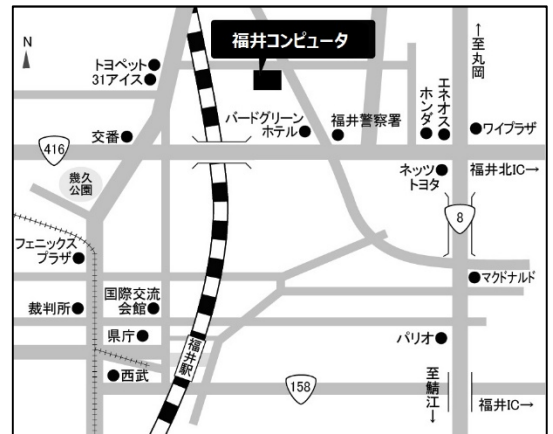 N
福井コンピュータ
↑至丸岡
トヨペット
31アイス
交番
416
幾久
公園
バードグリーン
ホテル
福井警察署
ホンダ
エネオス
ワイプラザ
ネッツ
トヨタ
福井北IC→
8
フェニックス
プラザ
マクドナルド
裁判所
国際交流
会館
県庁
福井駅
パリオ
西武
158
至鯖江↓
福井IC→